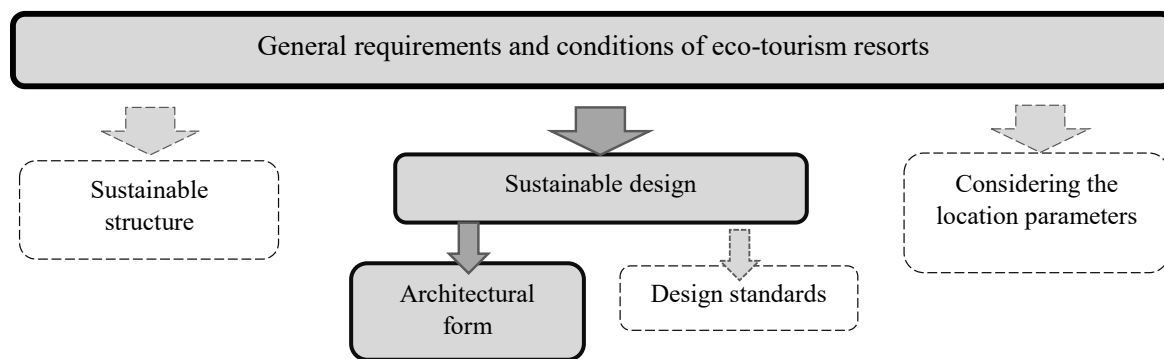 General requirements and conditions of eco-tourism resorts
Sustainable
structure
Sustainable design
Considering the
location parameters
Architectural
form
Design standards